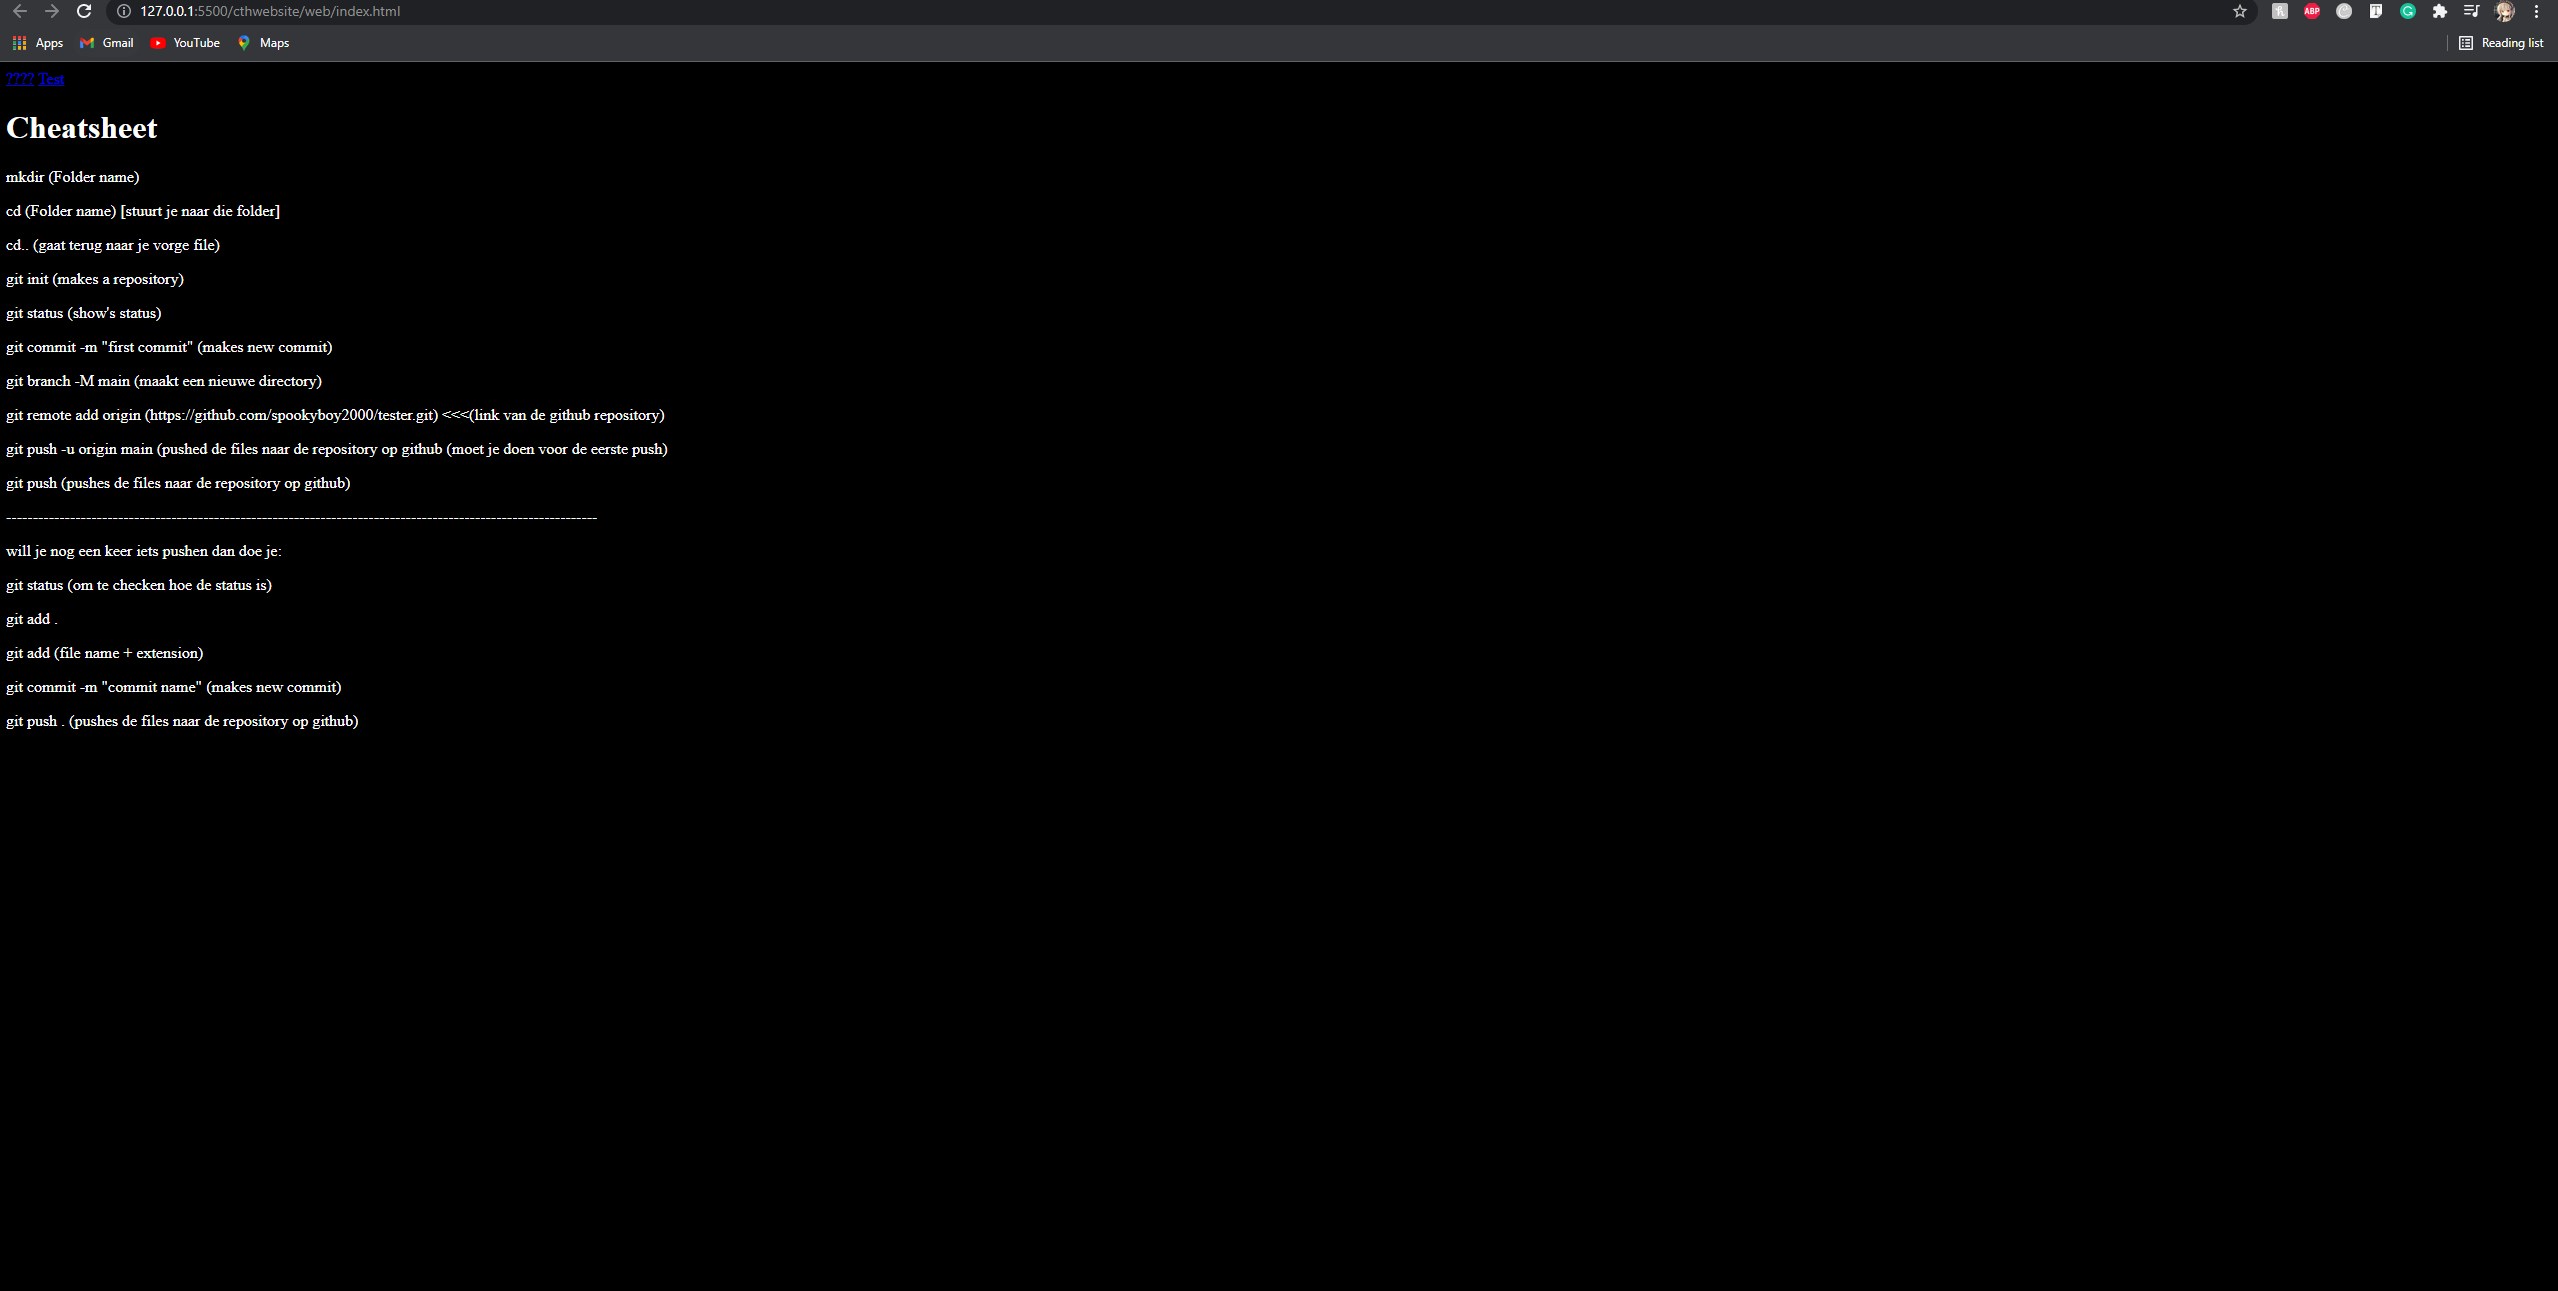 127.0.0.1:5500/cthwebsite/web/index.html
ABP
Apps Gmail YouTube Maps Reading list
???? Test
Cheatsheet
mkdir (Folder name)
cd (Folder name) [stuurt je naar die folder]
cd.. (gaat terug naar je vorge file)
git init (makes a repository)
git status (show's status)
git commit -m "first commit" (makes new commit)
git branch -M main (maakt een nieuwe directory)
git remote add origin (https://github.com/spookyboy2000/tester.git) <<<(link van de github repository)
git push -u origin main (pushed de files naar de repository op github (moet je doen voor de eerste push)
git push (pushes de files naar de repository op github)
---------------------------------------------------------------------------------------------------------------
will je nog een keer iets pushen dan doe je:
git status (om te checken hoe de status is)
git add .
git add (file name + extension)
git commit -m "commit name" (makes new commit)
git push . (pushes de files naar de repository op github)